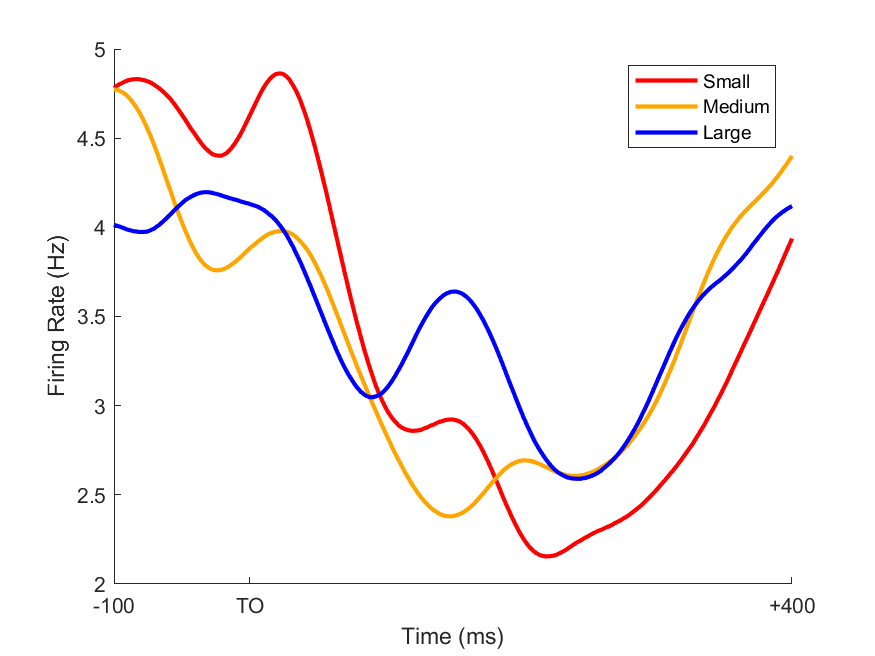 5
4.5
4
3.5
3
2.5
2
Firing Rate (Hz)
Small
Medium
Large
-100 TO +400
Time (ms)